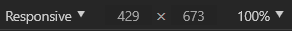 Responsive ▼ 429 × 673 100% ▼